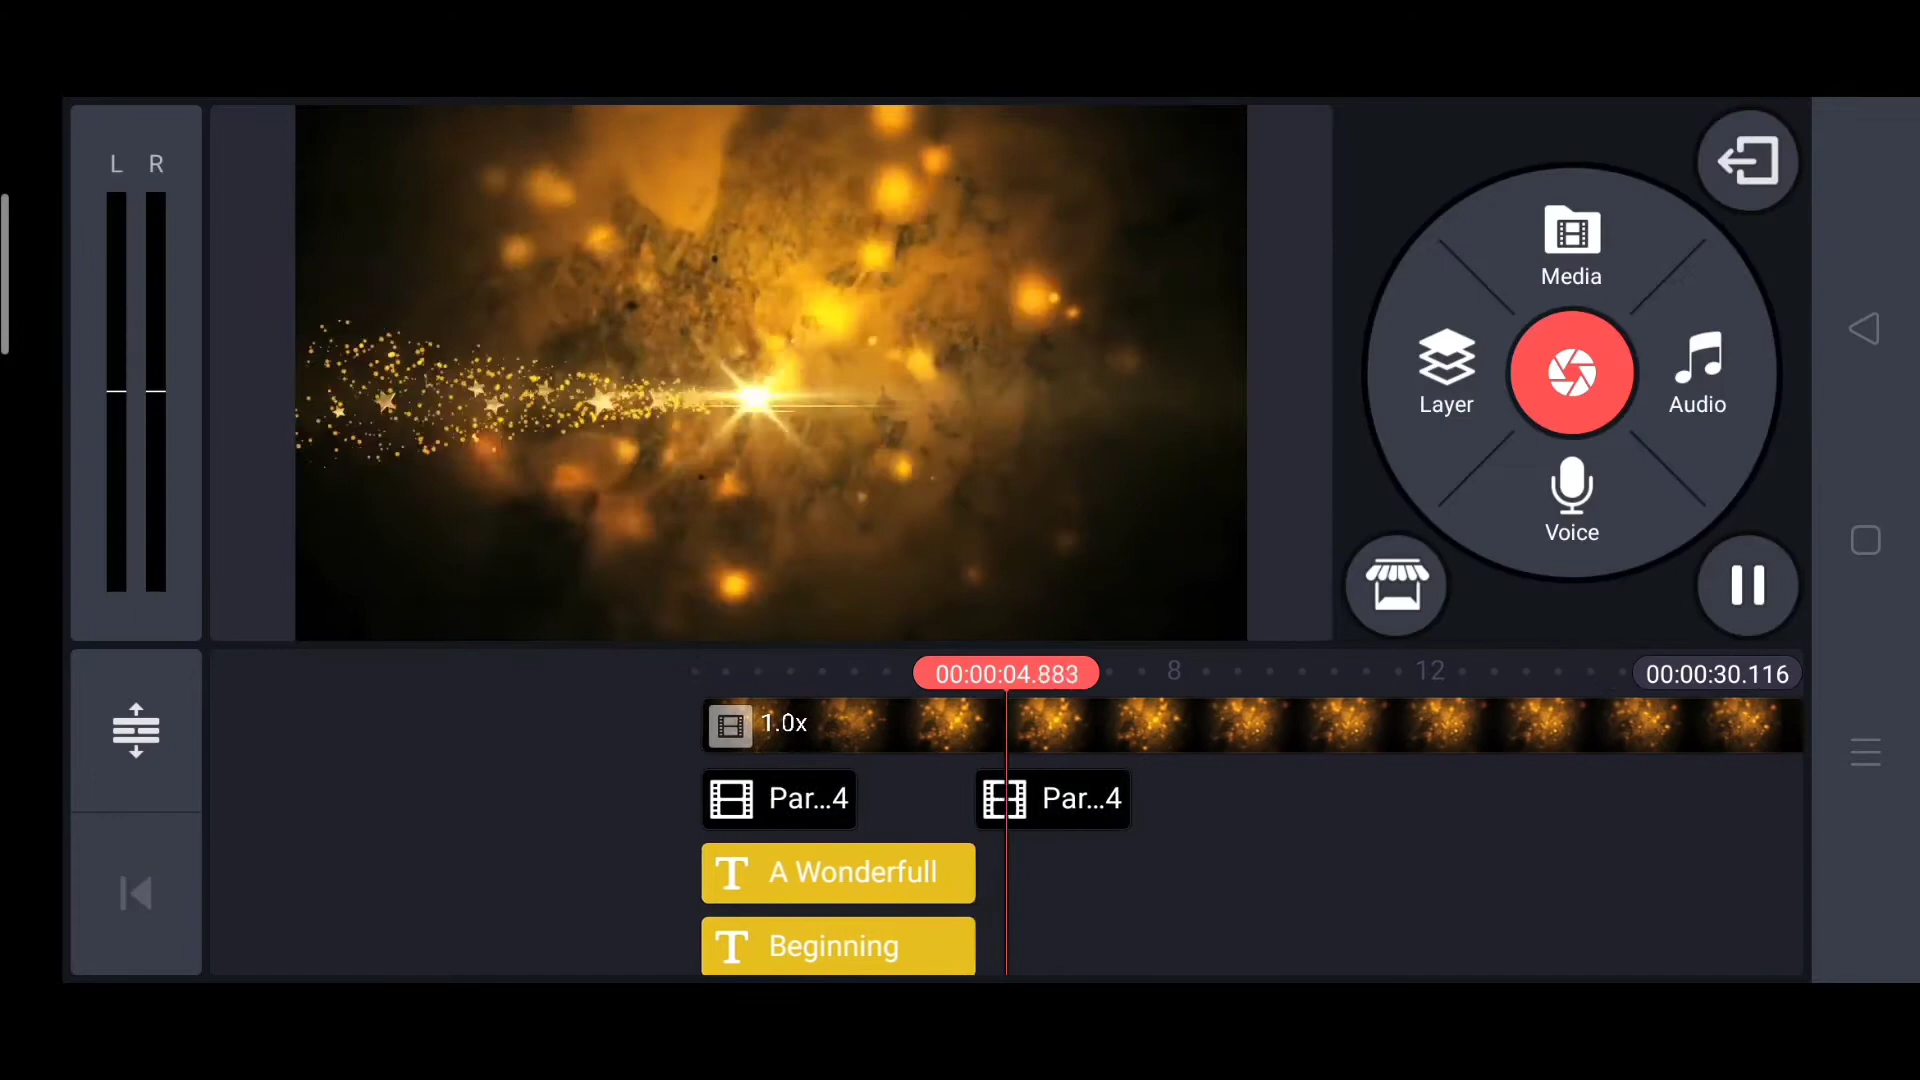 L R
Media
Layer
Audio
Voice
00:00:04.883
8
12
00:00:30.116
1.0x
Par...4
Par...4
A Wonderfull
Beginning